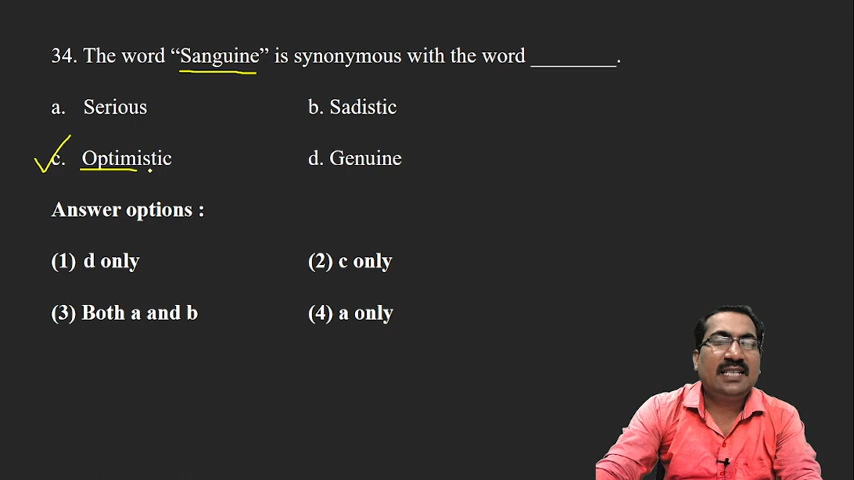 34. The word “Sanguine” is synonymous with the word ________.
a. Serious b. Sadistic
c. Optimistic d. Genuine
Answer options :
(1) d only (2) c only
(3) Both a and b (4) a only